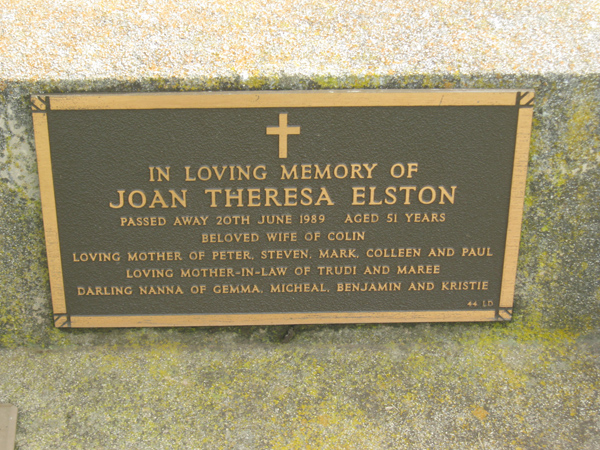 IN LOVING MEMORY OF
JOAN THERESA ELSTON
PASSED AWAY 20TH JUNE 1989 AGED 51 YEARS
BELOVED WIFE OF COLIN
LOVING MOTHER OF PETER, STEVEN, MARK, COLLEEN AND PAUL
LOVING MOTHER-IN-LAW OF TRUDI AND MAREE
DARLING NANNA OF GEMMA, MICHEAL, BENJAMIN AND KRISTIE
44 LB